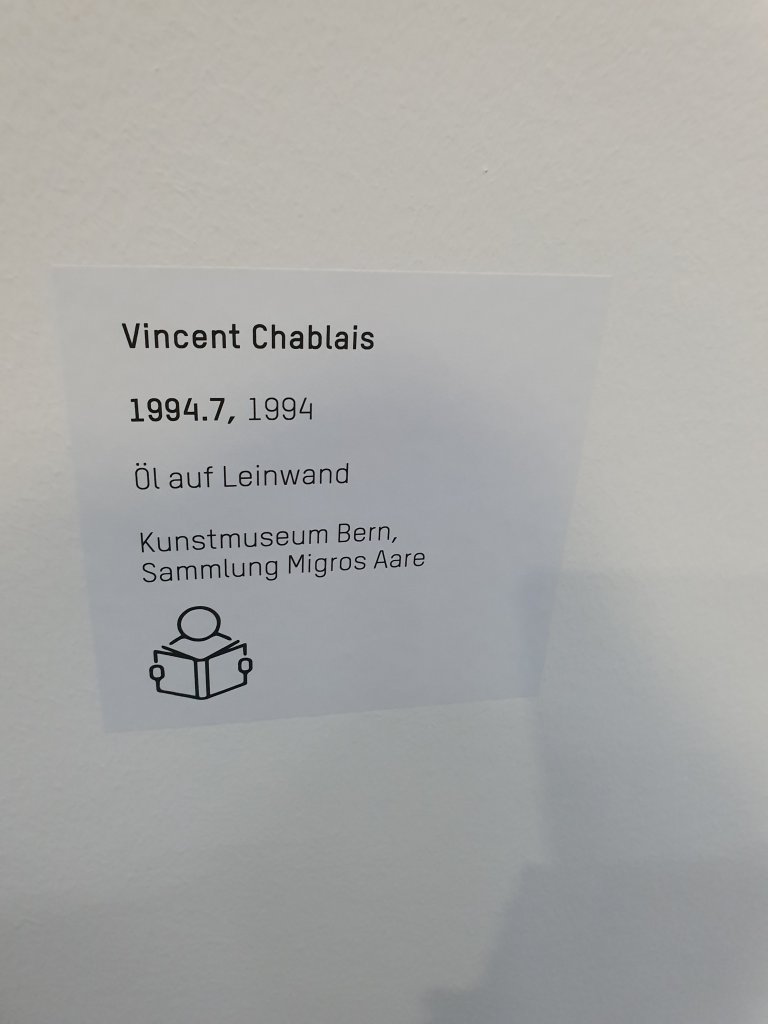 Vincent Chablais
1994.7, 1994
Öl auf Leinwand
Kunstmuseum Bern,
Sammlung Migros Aare